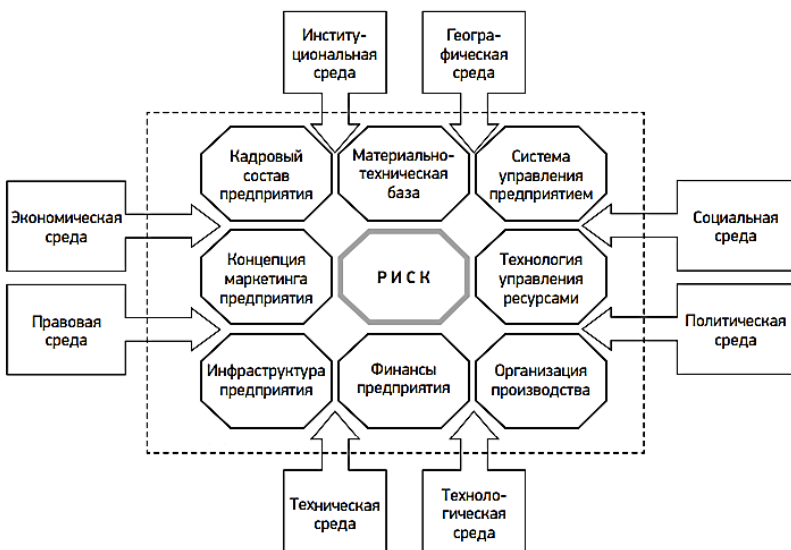 Институ-
циональная
среда
Геогра-
фическая
среда
Кадровый
состав
предприятия
Материально-
техническая
база
Система
управления
предприятием
Экономическая
среда
Социальная
среда
Концепция
маркетинга
предприятия
РИСК
Технология
управления
ресурсами
Правовая
среда
Политическая
среда
Инфраструктура
предприятия
Финансы
предприятия
Организация
производства
Техническая
среда
Техноло-
гическая
среда